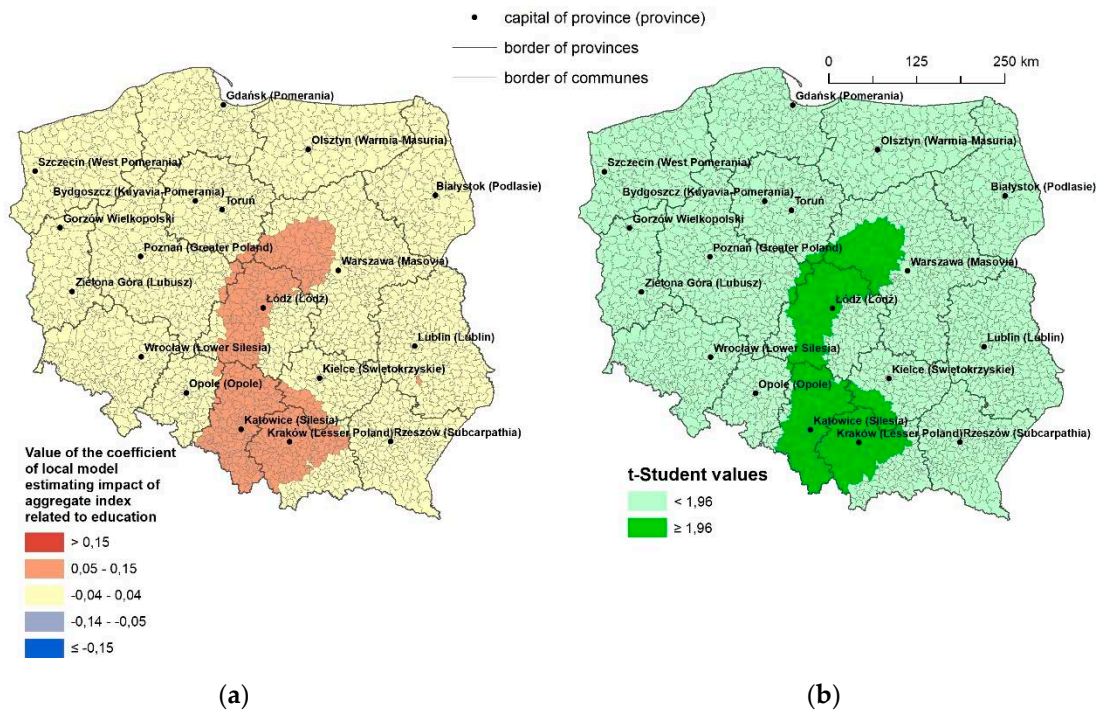 capital of province (province)
border of provinces
border of communes
0 125 250 km
Gdańsk (Pomerania)
Olsztyn (Warmia-Masuria)
Szczecin (West Pomerania)
Białystok (Podlasie)
Bydgoszcz (Kuyavia-Pomerania)
Toruń
Gorzów Wielkopolski
Poznań (Greater Poland)
Warszawa (Masovia)
Zielona Góra (Lubusz)
Łódź (Łódź)
Lublin (Lublin)
Wrocław (Lower Silesia)
Kielce (Świętokrzyskie)
Opole (Opole)
Katowice (Silesia)
Kraków (Lesser Poland)
Rzeszów (Subcarpathia)
Value of the coefficient
of local model
estimating impact of
aggregate index
related to education
> 0,15
0,05 - 0,15
-0,04 - 0,04
-0,14 - -0,05
≤ -0,15
(a)
Gdańsk (Pomerania)
Olsztyn (Warmia-Masuria)
Szczecin (West Pomerania)
Białystok (Podlasie)
Bydgoszcz (Kuyavia-Pomerania)
Toruń
Gorzów Wielkopolski
Poznań (Greater Poland)
Warszawa (Masovia)
Zielona Góra (Lubusz)
Łódź (Łódź)
Lublin (Lublin)
Wrocław (Lower Silesia)
Kielce (Świętokrzyskie)
Opole (Opole)
Katowice (Silesia)
Kraków (Lesser Poland)
Rzeszów (Subcarpathia)
t-Student values
< 1,96
≥ 1,96
(b)